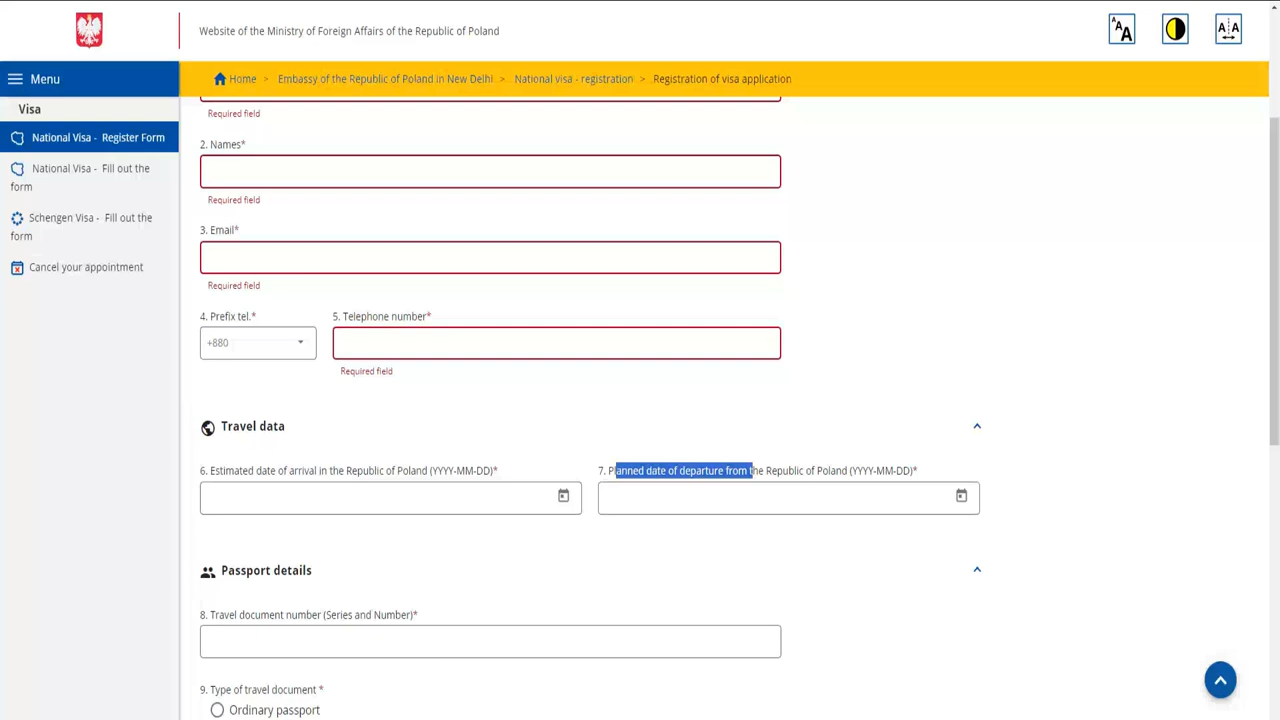 Website of the Ministry of Foreign Affairs of the Republic of Poland
A A A
A A
Menu
Home > Embassy of the Republic of Poland in New Delhi > National visa - registration > Registration of visa application
Visa
National Visa - Register Form
National Visa - Fill out the
form
Schengen Visa - Fill out the
form
Cancel your appointment
Required field
2. Names*
Required field
3. Email*
Required field
4. Prefix tel.*
5. Telephone number*
+880
Required field
Travel data
6. Estimated date of arrival in the Republic of Poland (YYYY-MM-DD)*
7. Planned date of departure from the Republic of Poland (YYYY-MM-DD)*
Passport details
8. Travel document number (Series and Number)*
9. Type of travel document *
Ordinary passport